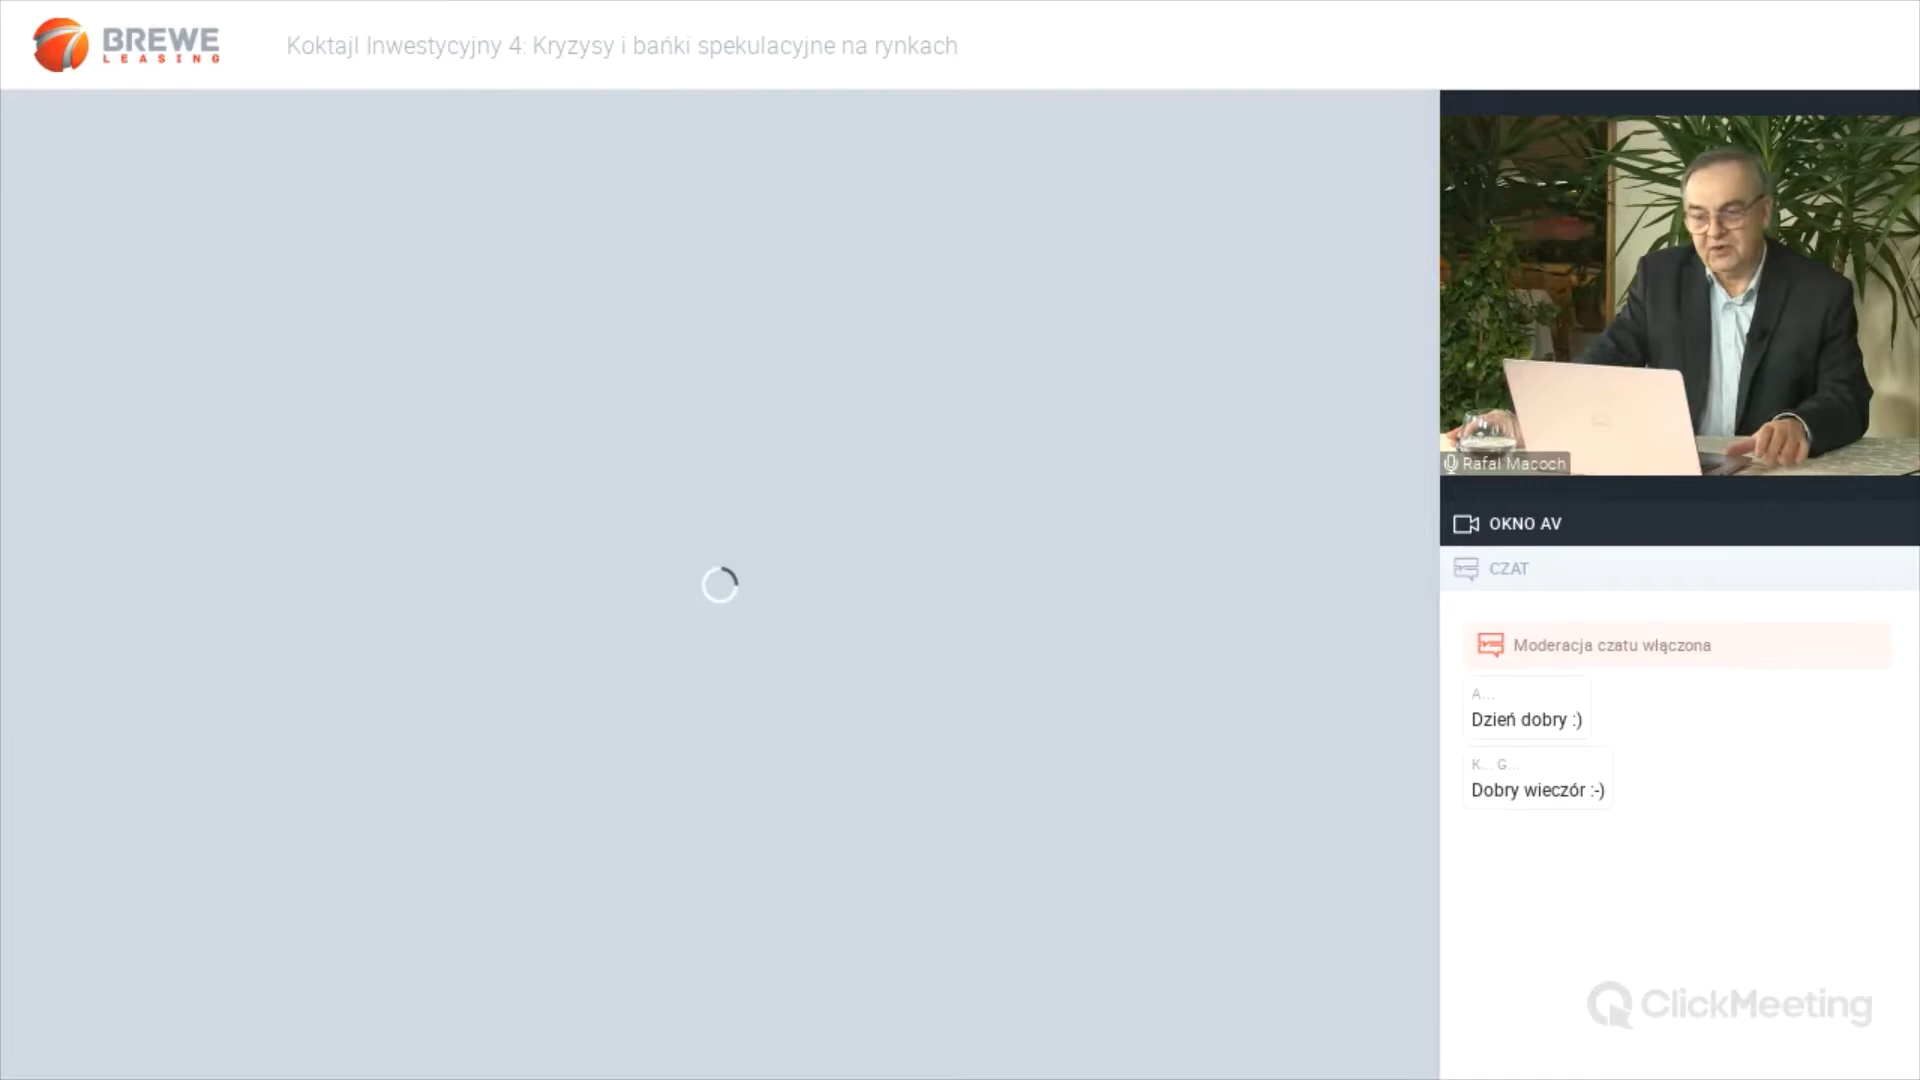 BREWE
LEASING
Koktajl Inwestycyjny 4: Kryzysy i bańki spekulacyjne na rynkach
Rafal Macoch
OKNO AV
CZAT
Moderacja czatu włączona
A...
Dzień dobry :)
K... G...
Dobry wieczór :-)
ClickMeeting